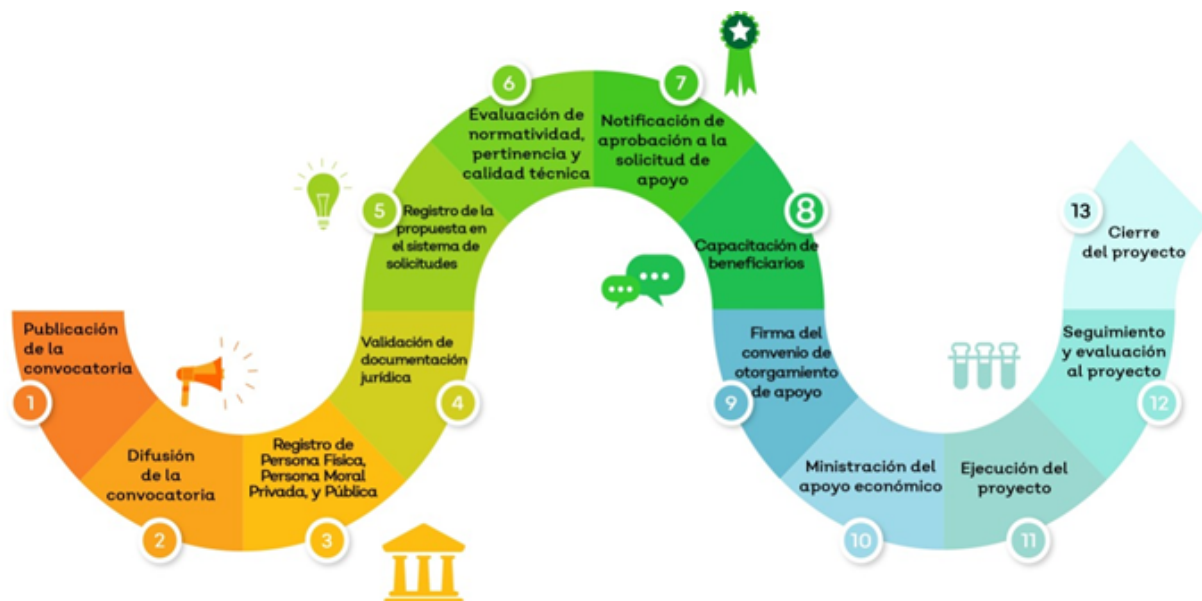 1
Publicación
de la
convocatoria
2
Difusión
de la
convocatoria
3
Registro de
Persona Física,
Persona Moral
Privada, y Pública
4
Validación de
documentación
jurídica
5
Registro de la
propuesta en
el sistema de
solicitudes
6
Evaluación de
normatividad,
pertinencia y
calidad técnica
7
Notificación de
aprobación a la
solicitud de
apoyo
8
Capacitación de
beneficiarios
9
Firma del
convenio de
otorgamiento
de apoyo
10
Ministración del
apoyo económico
11
Ejecución del
proyecto
12
Seguimiento
y evaluación
al proyecto
13
Cierre
del proyecto